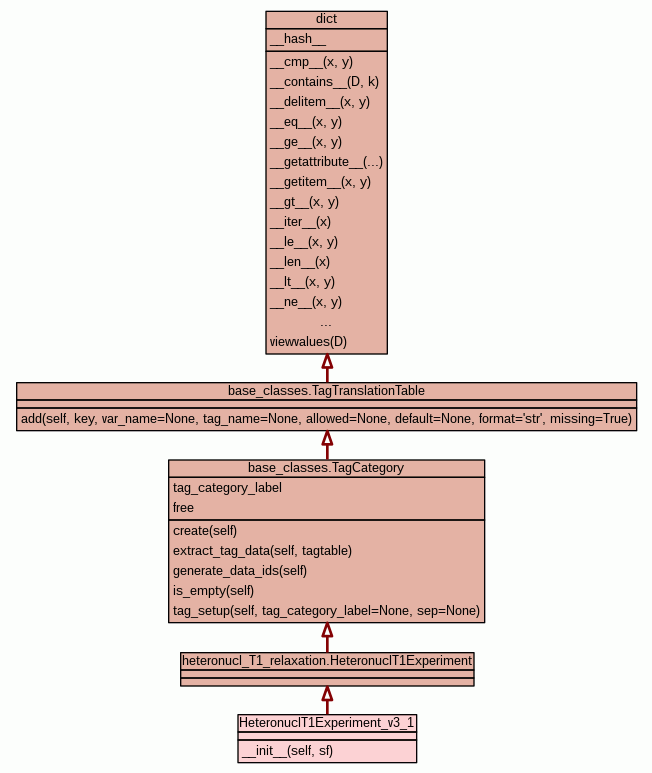 dict
__hash__
__cmp__(x, y)
__contains__(D, k)
__delitem__(x, y)
__eq__(x, y)
__ge__(x, y)
__getattribute__(...)
__getitem__(x, y)
__gt__(x, y)
__iter__(x)
__le__(x, y)
__len__(x)
__lt__(x, y)
__ne__(x, y)
...
viewvalues(D)
base_classes.TagTranslationTable
add(self, key, var_name=None, tag_name=None, allowed=None, default=None, format='str', missing=True)
base_classes.TagCategory
tag_category_label
free
create(self)
extract_tag_data(self, tagtable)
generate_data_ids(self)
is_empty(self)
tag_setup(self, tag_category_label=None, sep=None)
heteronucl_T1_relaxation.HeteronuclT1Experiment
HeteronuclT1Experiment_v3_1
__init__(self, sf)